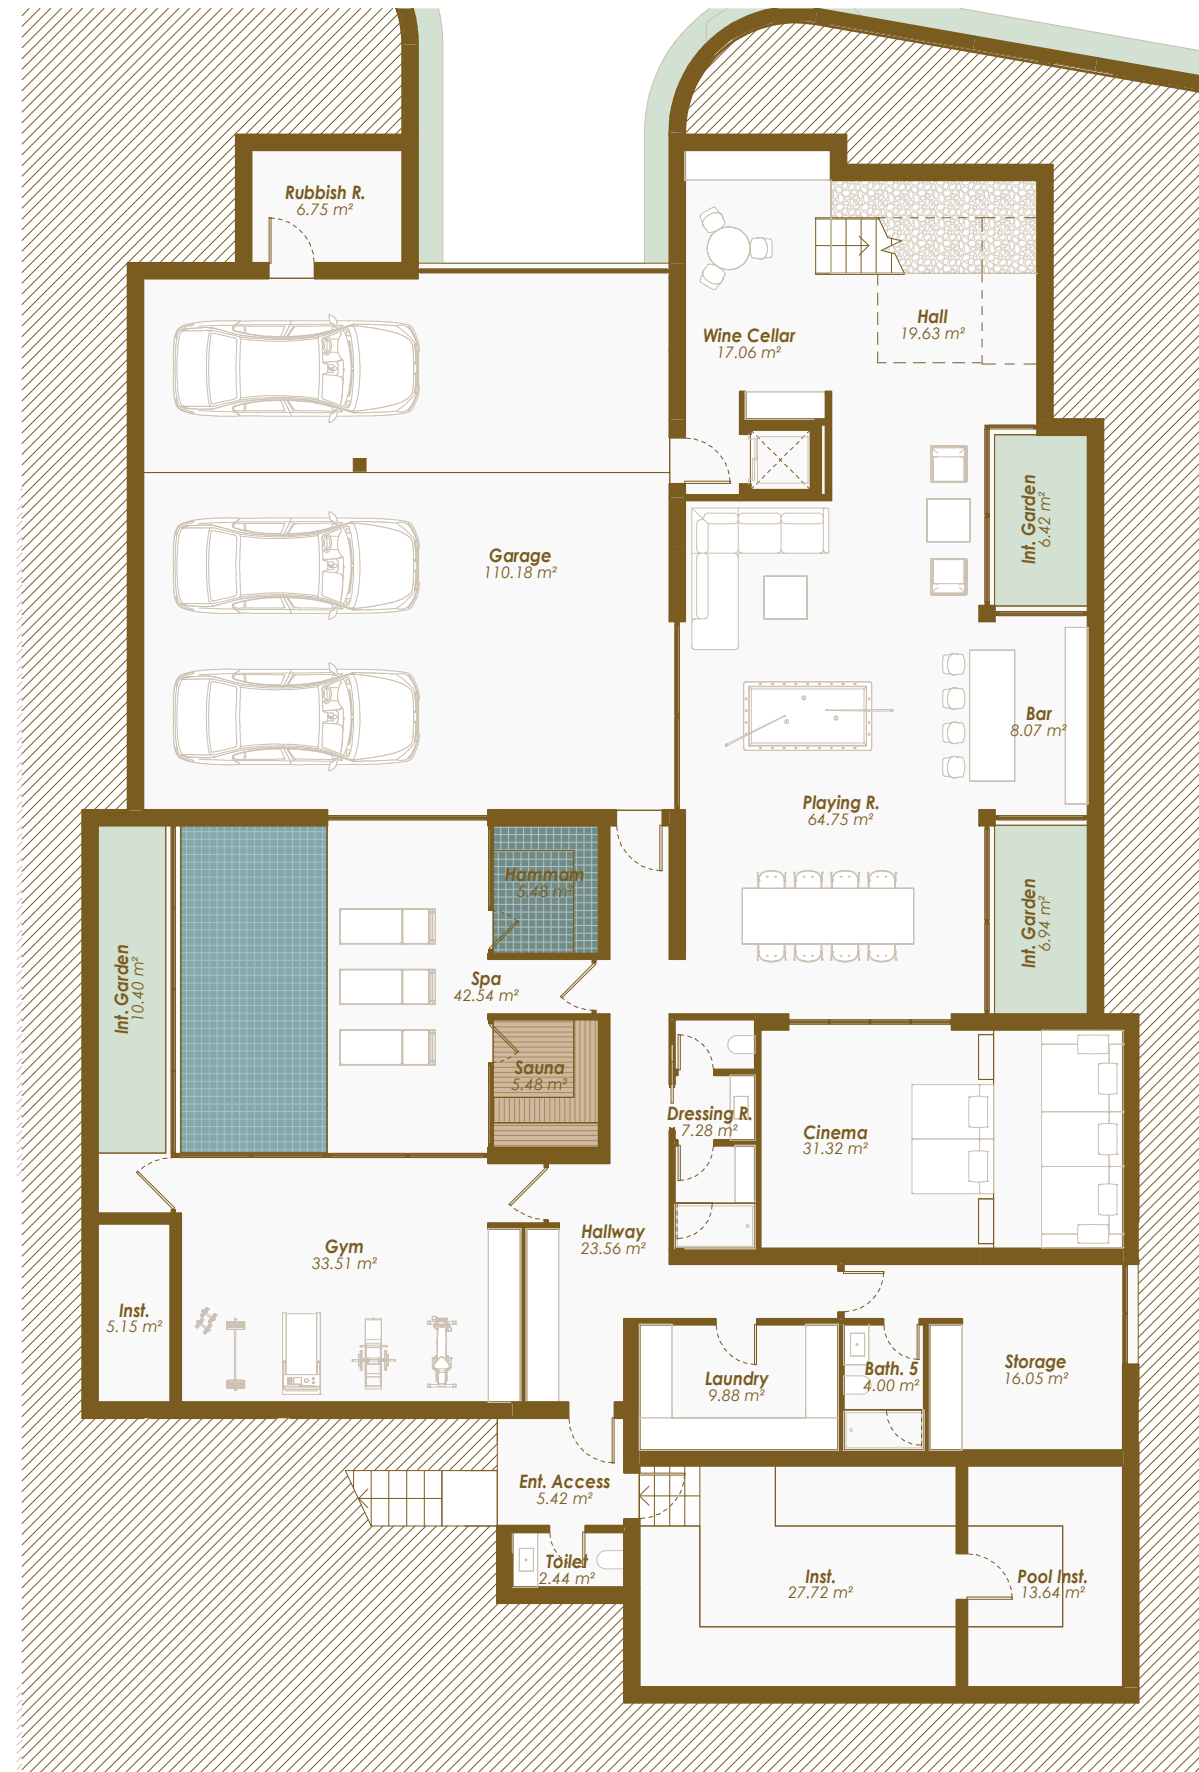 Rubbish R.
6.75 m²
Hall
19.63 m²
Wine Cellar
17.06 m²
Int. Garden
6.42 m²
Garage
110.18 m²
Bar
8.07 m²
Playing R.
64.75 m²
Hammam
5.48 m²
Int. Garden
6.94 m²
Int. Garden
10.40 m²
Spa
42.54 m²
Sauna
5.48 m²
Dressing R.
7.28 m²
Cinema
31.32 m²
Hallway
23.56 m²
Gym
33.51 m²
Inst.
5.15 m²
Laundry
9.88 m²
Bath. 5
4.00 m²
Storage
16.05 m²
Ent. Access
5.42 m²
Toilet
2.44 m²
Inst.
27.72 m²
Pool Inst.
13.64 m²